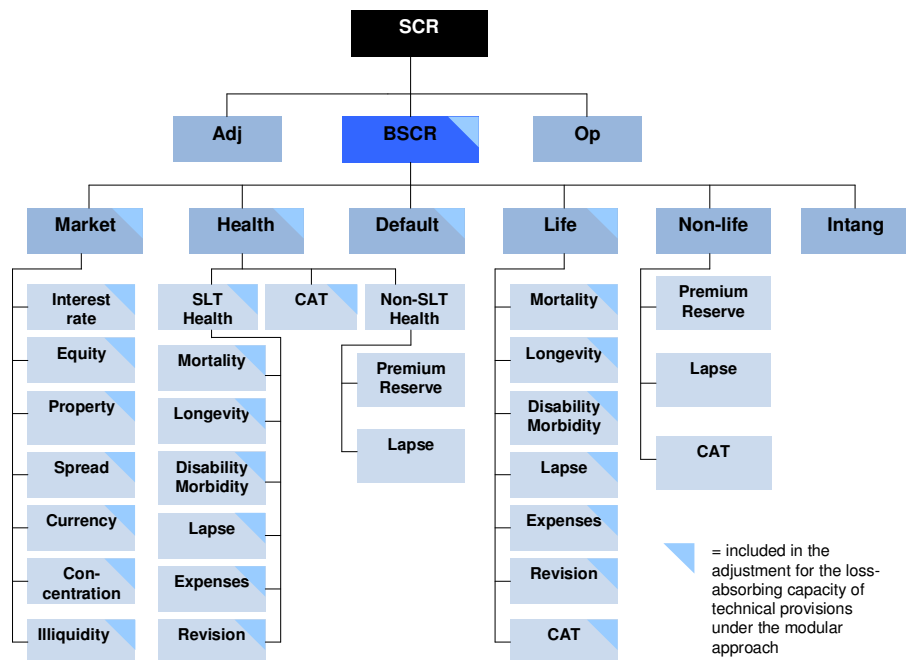 SCR
Adj
BSCR
Op
Market
Health
Default
Life
Non-life
Intang
Interest
rate
Equity
Property
Spread
Currency
Con-
centration
Illiquidity
SLT
Health
CAT
Non-SLT
Health
Mortality
Longevity
Disability
Morbidity
Lapse
Expenses
Revision
Premium
Reserve
Lapse
Mortality
Longevity
Disability
Morbidity
Lapse
Expenses
Revision
CAT
Premium
Reserve
Lapse
CAT
= included in the
adjustment for the loss-
absorbing capacity of
technical provisions
under the modular
approach